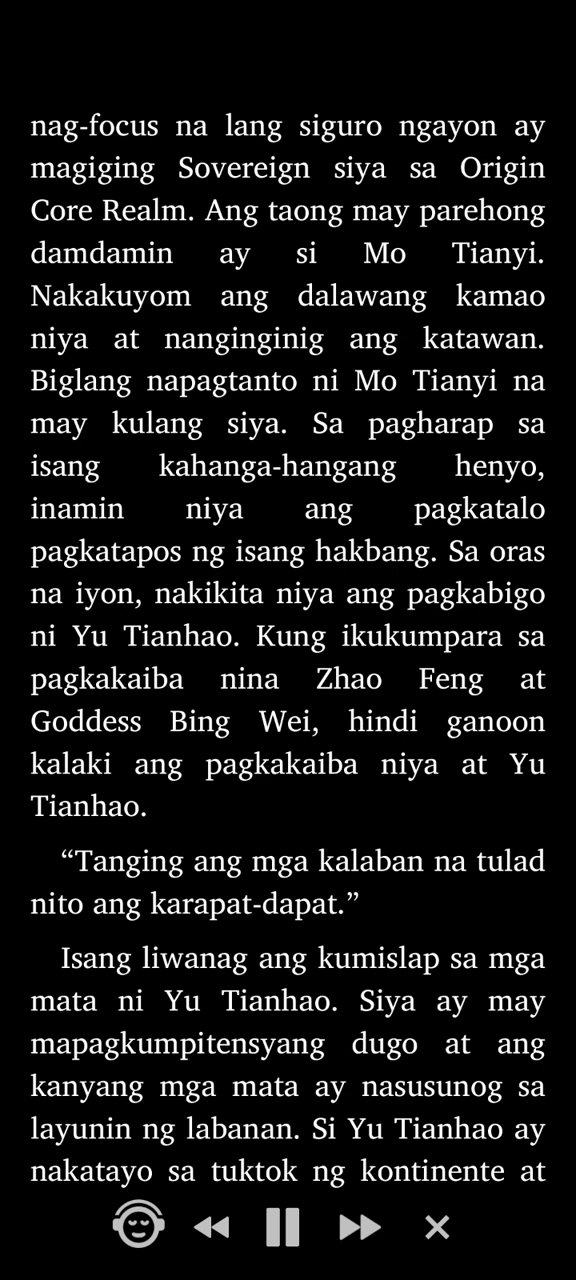 nag-focus na lang siguro ngayon ay
magiging Sovereign siya sa Origin
Core Realm. Ang taong may parehong
damdamin ay si Mo Tianyi.
Nakakuyom ang dalawang kamao
niya at nanginginig ang katawan.
Biglang napagtanto ni Mo Tianyi na
may kulang siya. Sa pagharap sa
isang kahanga-hangang henyo,
inamin niya ang pagkatalo
pagkatapos ng isang hakbang. Sa oras
na iyon, nakikita niya ang pagkabigo
ni Yu Tianhao. Kung ikukumpara sa
pagkakaiba nina Zhao Feng at
Goddess Bing Wei, hindi ganoon
kalaki ang pagkakaiba niya at Yu
Tianhao.
“Tanging ang mga kalaban na tulad
nito ang karapat-dapat.”
Isang liwanag ang kumislap sa mga
mata ni Yu Tianhao. Siya ay may
mapagkumpitensyang dugo at ang
kanyang mga mata ay nasusunog sa
layunin ng labanan. Si Yu Tianhao ay
nakatayo sa tuktok ng kontinente at